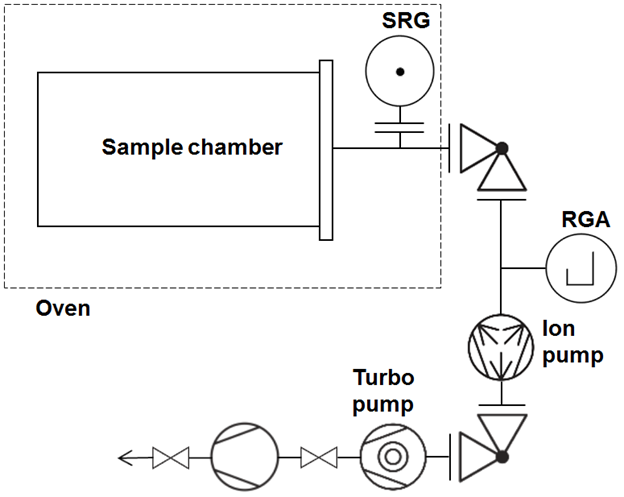 SRG
Sample chamber
RGA
Oven
Ion
pump
Turbo
pump